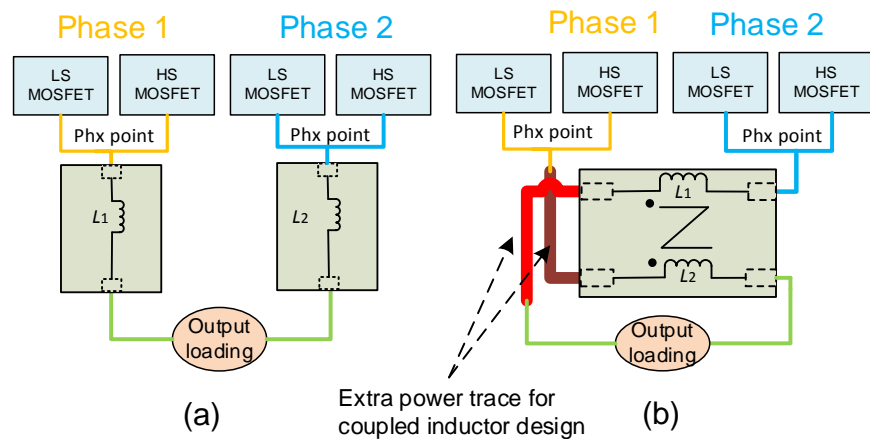 Phase 1
Phase 2
LS
MOSFET
HS
MOSFET
LS
MOSFET
HS
MOSFET
Phx point
Phx point
L1
L2
Output
loading
(a)
Phase 1
Phase 2
LS
MOSFET
HS
MOSFET
LS
MOSFET
HS
MOSFET
Phx point
Phx point
L1
L2
Output
loading
Extra power trace for
coupled inductor design
(b)